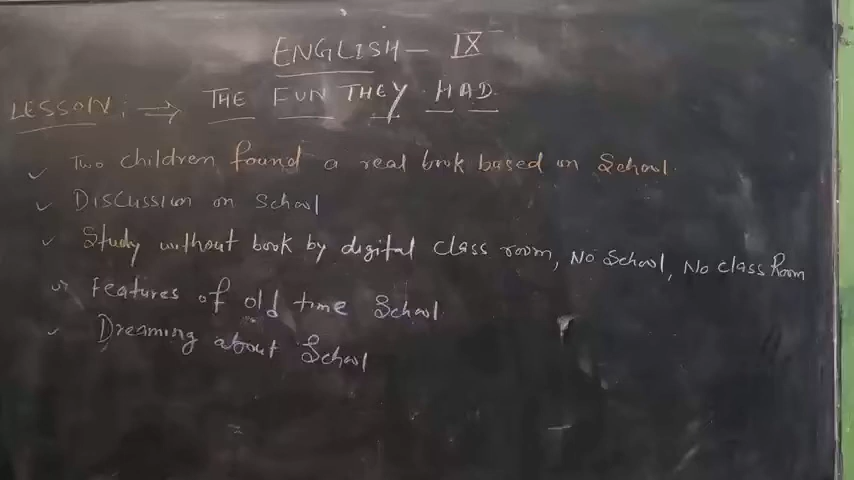 ENGLISH — IX
LESSON: ⇒ THE FUN THEY HAD
✓ Two children found a real book based on School.
✓ Discussion on School
✓ Study without book by digital class room, No School, No class Room
✓ Features of old time School.
✓ Dreaming about School